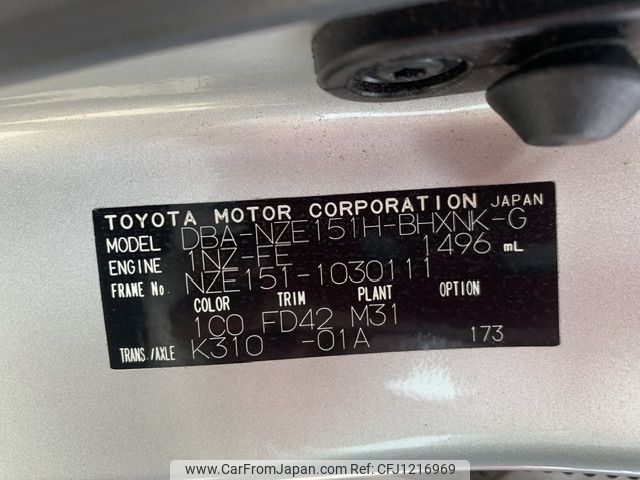 TOYOTA MOTOR CORPORATION JAPAN
MODEL DBA-NZE151H-BHXNK-G
ENGINE 1NZ-FE 1496 mL
FRAME No. NZE151-1030111
COLOR TRIM PLANT OPTION
1C0 FD42 M31
TRANS./AXLE K310 -01A 173
www.CarFromJapan.com | REF:CFJ1216969